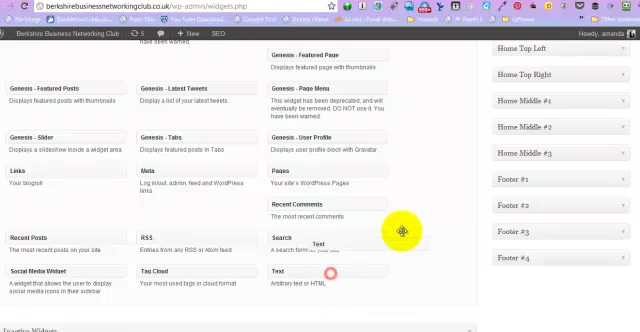 berkshirebusinessnetworkingclub.co.uk/wp-admin/widgets.php
Post Files
Convert Text
999+
Berkshire Business Networking Club
5
+ New
SEO
Howdy, amanda
have been warned.
Genesis - Featured Page
Displays featured page with thumbnails
Genesis - Featured Posts
Displays featured posts with thumbnails
Genesis - Latest Tweets
Display a list of your latest tweets.
Genesis - Page Menu
This widget has been deprecated, and will eventually be removed. DO NOT use it. You have been warned.
Genesis - Slider
Displays a slideshow inside a widget area
Genesis - Tabs
Displays featured posts in Tabs
Genesis - User Profile
Displays user profile block with Gravatar
Links
Your blogroll
Meta
Log in/out, admin, feed and WordPress links
Pages
Your site's WordPress Pages
Recent Comments
The most recent comments
Recent Posts
The most recent posts on your site
RSS
Entries from any RSS or Atom feed
Search
A search form for your site
Text
Social Media Widget
A widget that allows the user to display social media icons in their sidebar
Tag Cloud
Your most used tags in cloud format
Text
Arbitrary text or HTML
Inactive Widgets
Home Top Left
Home Top Right
Home Middle #1
Home Middle #2
Home Middle #3
Footer #1
Footer #2
Footer #3
Footer #4